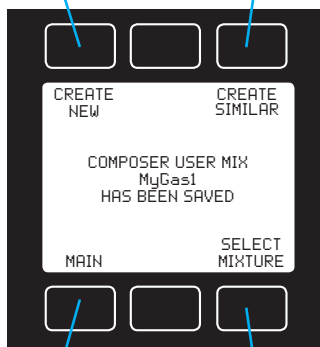 CREATE NEW
CREATE SIMILAR
COMPOSER USER MIX
MyGas1
HAS BEEN SAVED
MAIN
SELECT MIXTURE